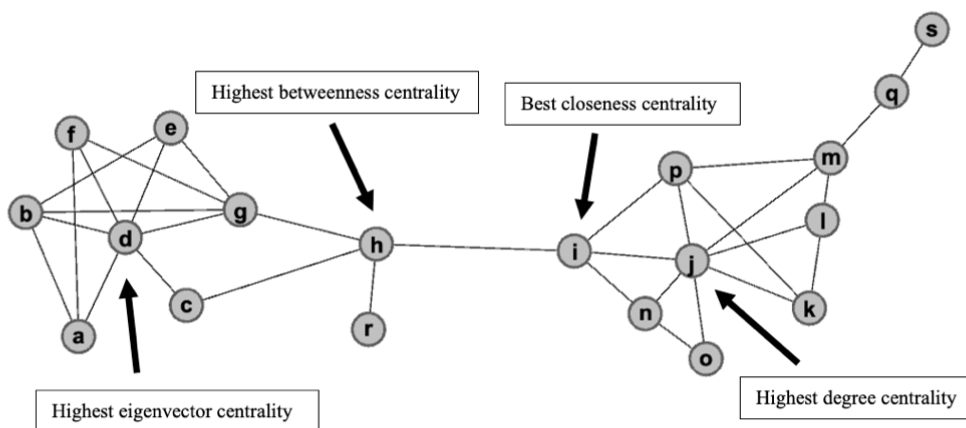 s
q
Highest betweenness centrality
Best closeness centrality
f
e
p
m
b
g
l
d
h
i
j
c
n
k
a
r
o
Highest eigenvector centrality
Highest degree centrality